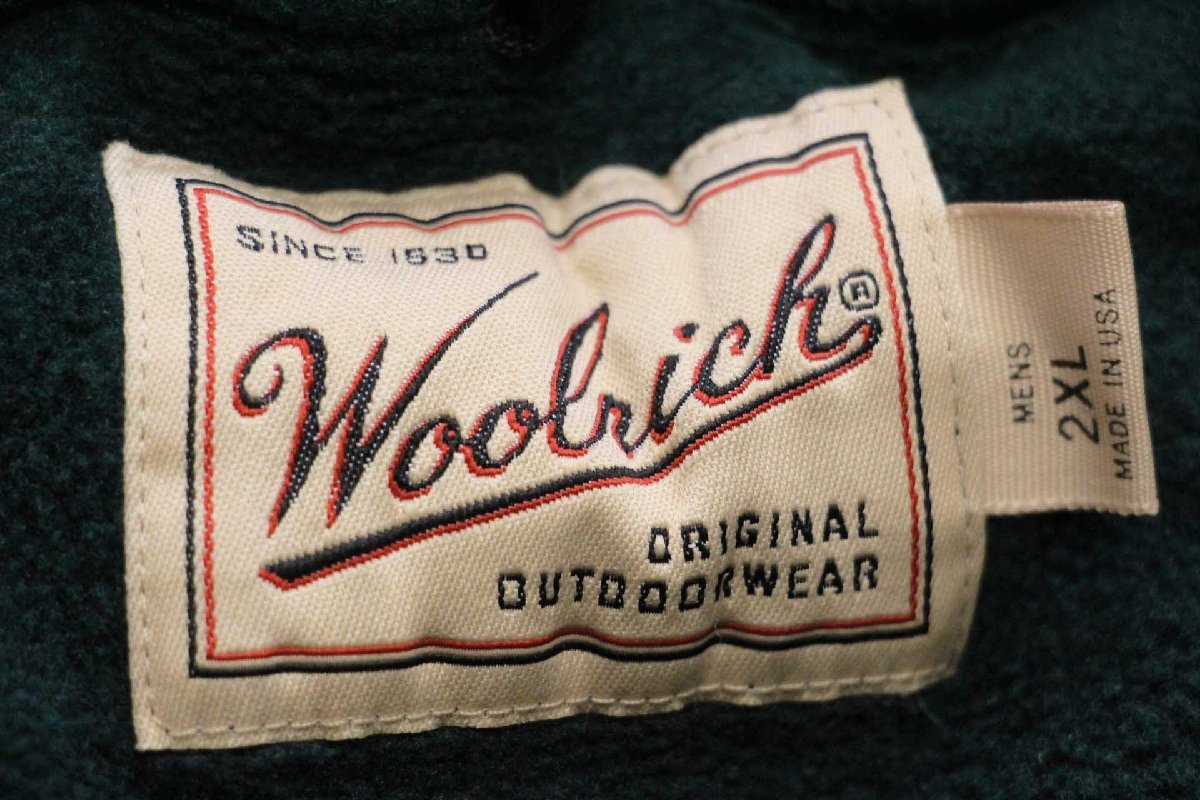 SINCE 1830
Woolrich®
ORIGINAL
OUTDOORWEAR
MENS
2XL
MADE IN USA